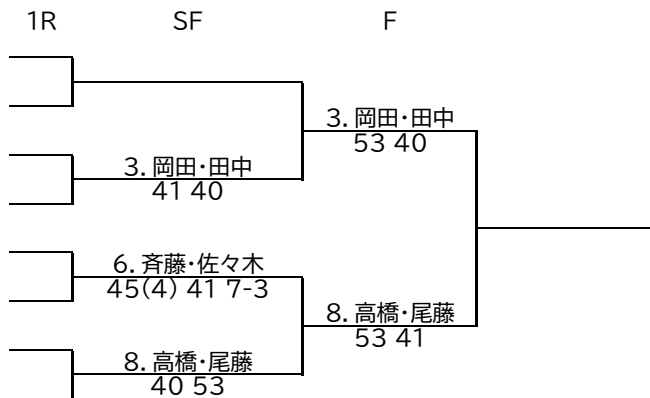 1R SF F
3. 岡田・田中
53 40
3. 岡田・田中
41 40
6. 斉藤・佐々木
45(4) 41 7-3
8. 高橋・尾藤
53 41
8. 高橋・尾藤
40 53